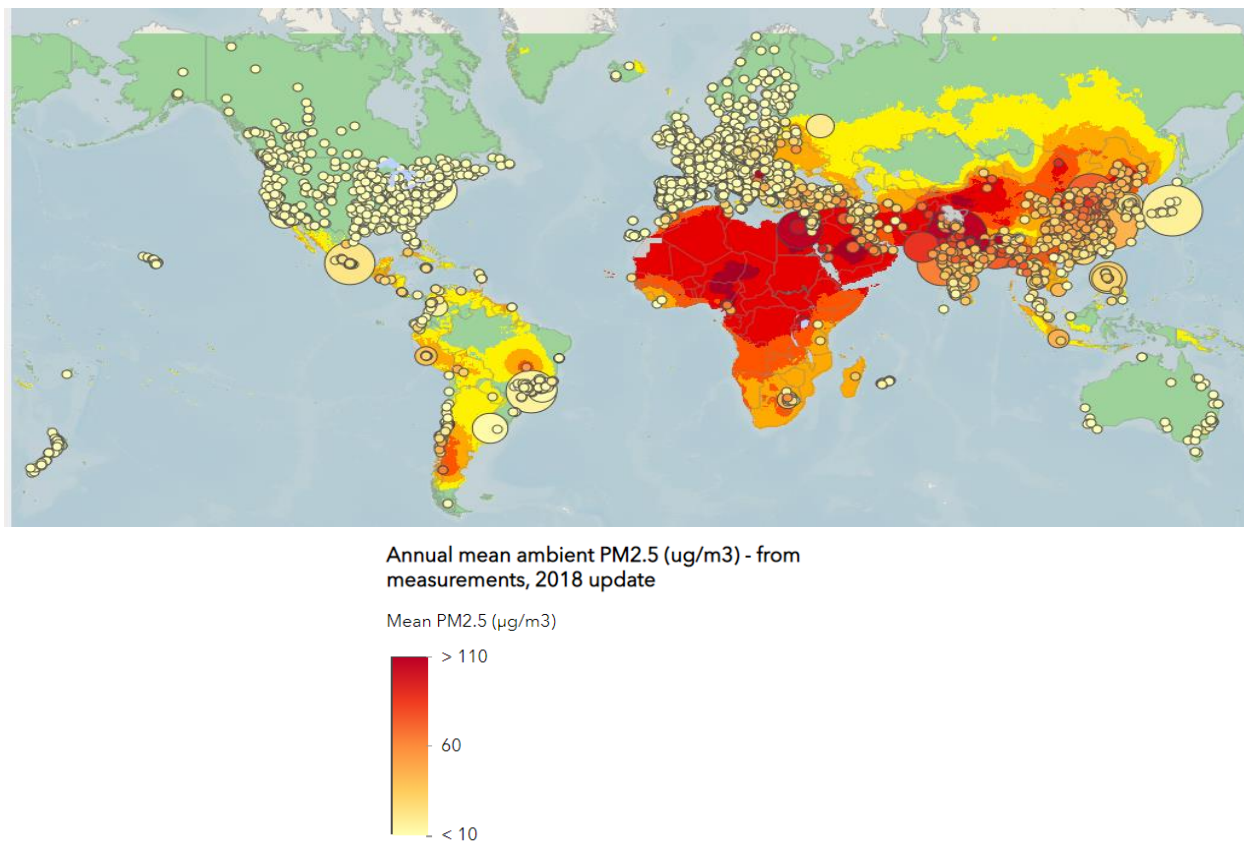 Annual mean ambient PM2.5 (ug/m3) - from
measurements, 2018 update
Mean PM2.5 (µg/m3)
> 110
60
< 10